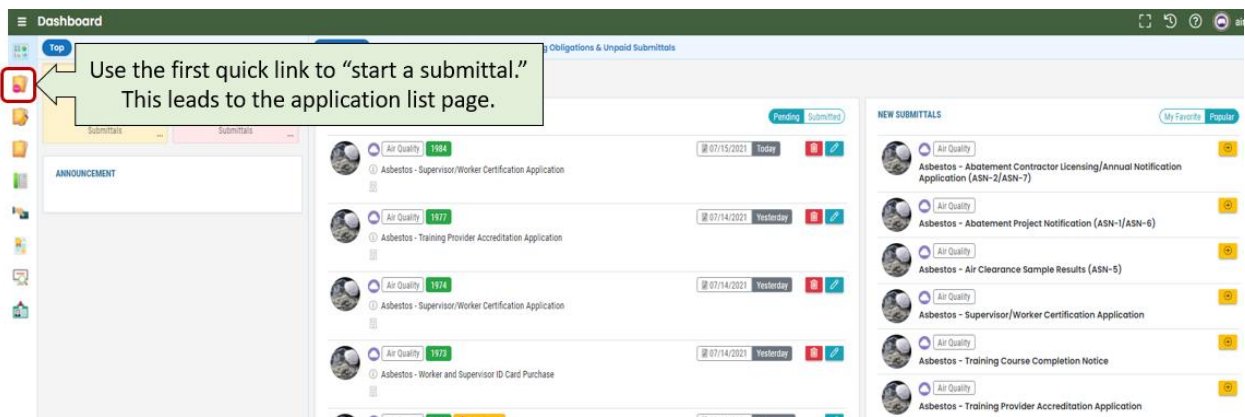 Dashboard
ai
Top
g Obligations & Unpaid Submittals
Use the first quick link to “start a submittal.”
This leads to the application list page.
Submittals
...
Submittals
...
ANNOUNCEMENT
Pending Submitted
Air Quality 1984
07/15/2021 Today
Asbestos - Supervisor/Worker Certification Application
Air Quality 1977
07/14/2021 Yesterday
Asbestos - Training Provider Accreditation Application
Air Quality 1974
07/14/2021 Yesterday
Asbestos - Supervisor/Worker Certification Application
Air Quality 1973
07/14/2021 Yesterday
Asbestos - Worker and Supervisor ID Card Purchase
NEW SUBMITTALS
My Favorite Popular
Air Quality
Asbestos - Abatement Contractor Licensing/Annual Notification
Application (ASN-2/ASN-7)
Air Quality
Asbestos - Abatement Project Notification (ASN-1/ASN-6)
Air Quality
Asbestos - Air Clearance Sample Results (ASN-5)
Air Quality
Asbestos - Supervisor/Worker Certification Application
Air Quality
Asbestos - Training Course Completion Notice
Air Quality
Asbestos - Training Provider Accreditation Application